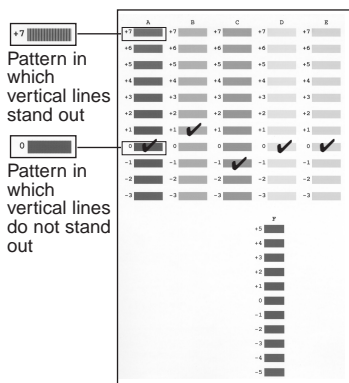 +7
Pattern in
which
vertical lines
stand out
0
Pattern in
which
vertical lines
do not stand
out
A B C D E
+7 +7 +7 +7 +7
+6 +6 +6 +6 +6
+5 +5 +5 +5 +5
+4 +4 +4 +4 +4
+3 +3 +3 +3 +3
+2 +2 +2 +2 +2
+1 +1 +1 +1 +1
0 0 0 0 0
-1 -1 -1 -1 -1
-2 -2 -2 -2 -2
-3 -3 -3 -3 -3
F
+5
+4
+3
+2
+1
0
-1
-2
-3
-4
-5